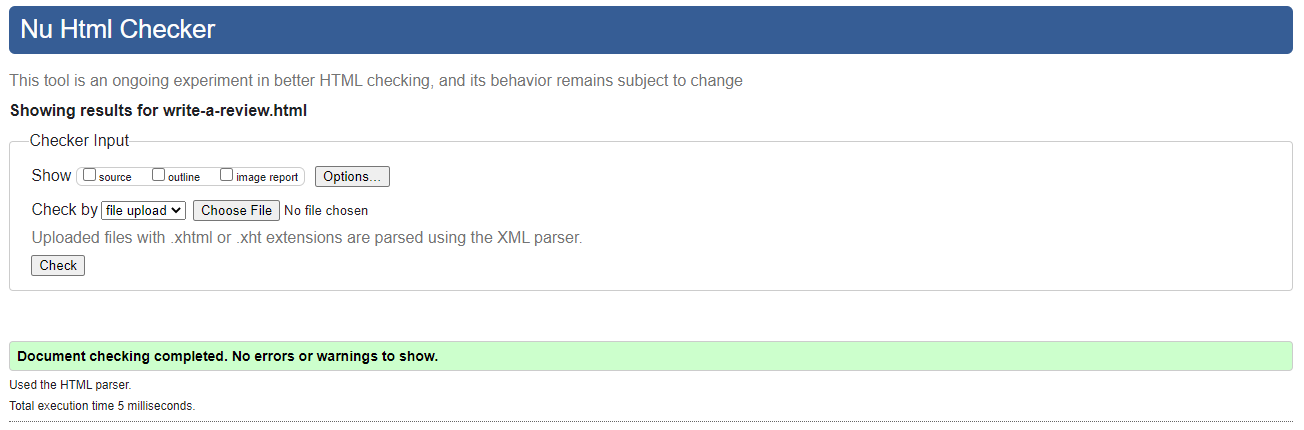 Nu Html Checker
This tool is an ongoing experiment in better HTML checking, and its behavior remains subject to change
Showing results for write-a-review.html
Checker Input
Show source outline image report Options...
Check by file upload Choose File No file chosen
Uploaded files with .xhtml or .xht extensions are parsed using the XML parser.
Check
Document checking completed. No errors or warnings to show.
Used the HTML parser.
Total execution time 5 milliseconds.